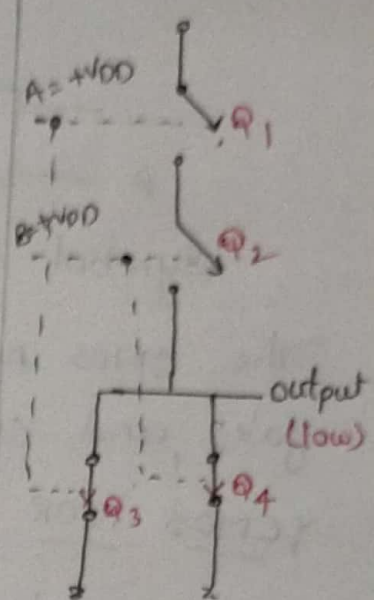 A = +VDD
Q1
B=+VDD
Q2
output
(low)
Q3
Q4